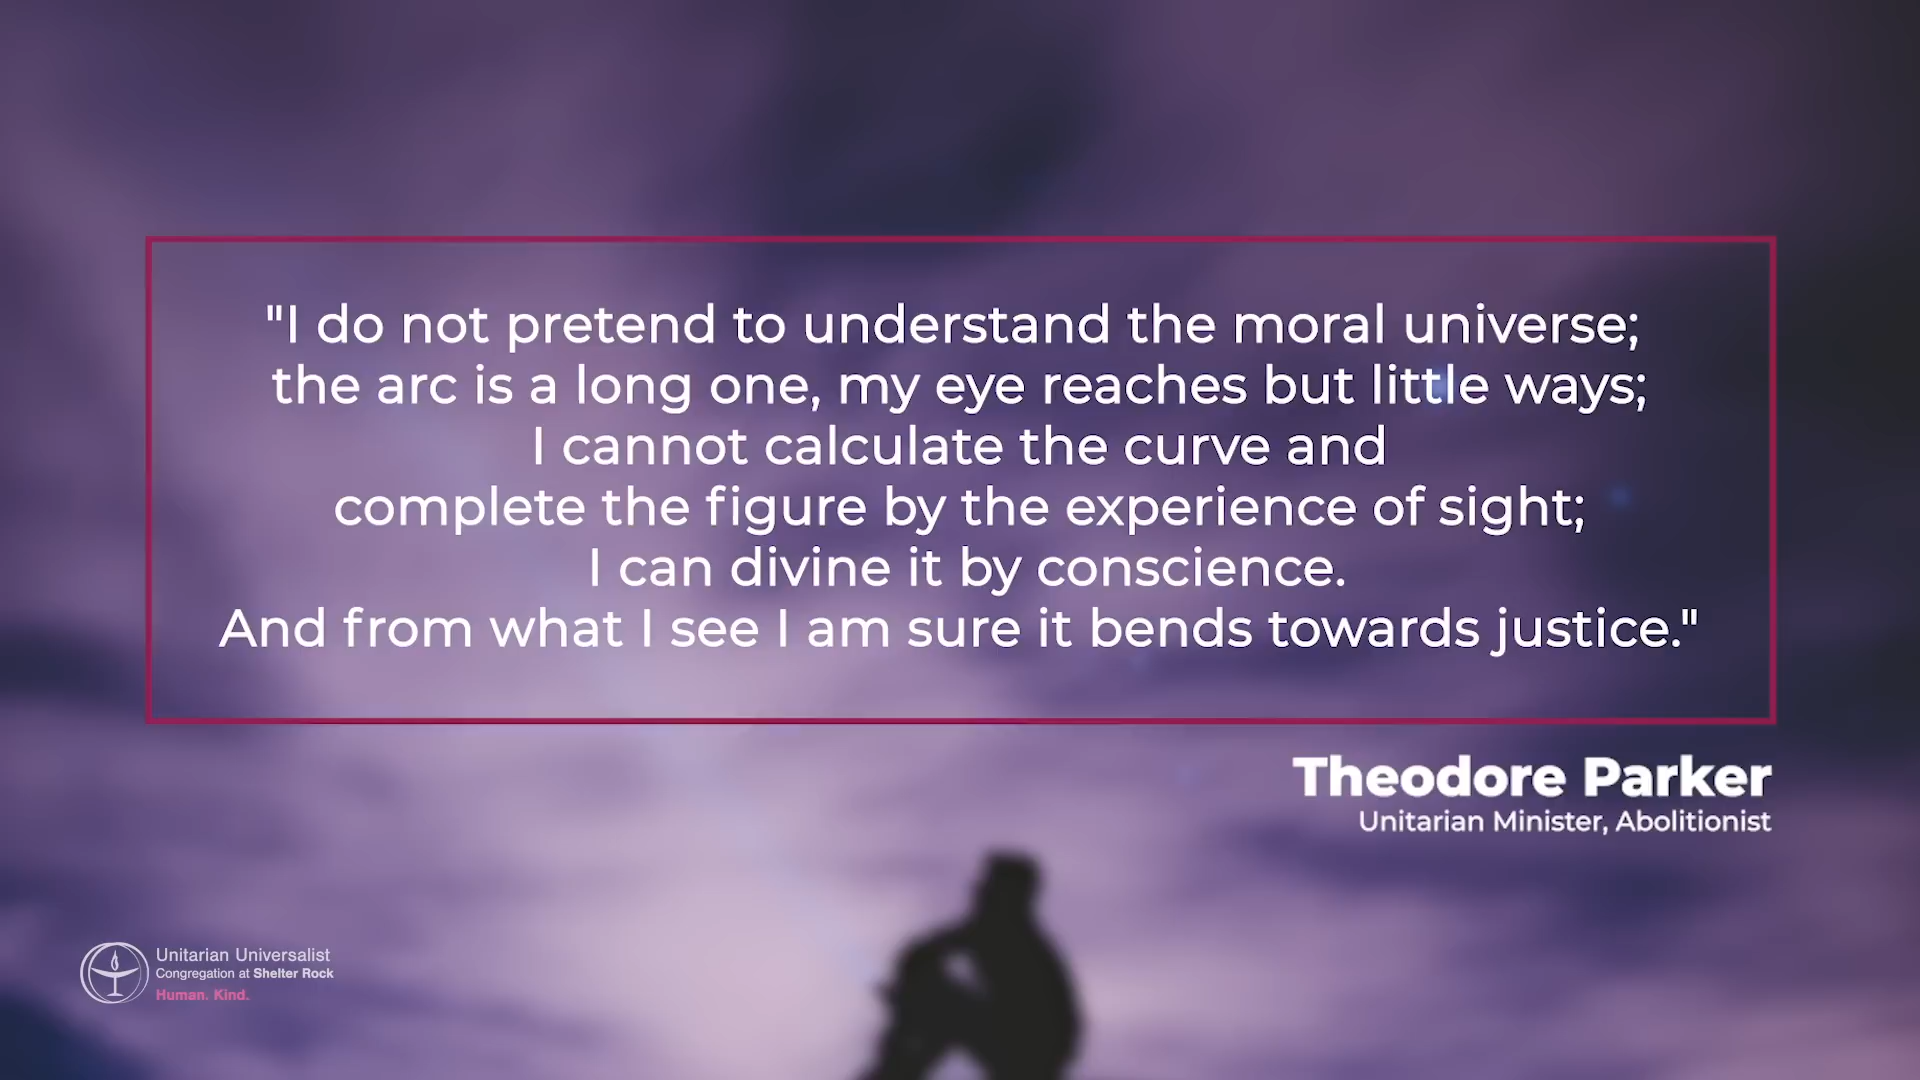 "I do not pretend to understand the moral universe;
the arc is a long one, my eye reaches but little ways;
I cannot calculate the curve and
complete the figure by the experience of sight;
I can divine it by conscience.
And from what I see I am sure it bends towards justice."
Theodore Parker
Unitarian Minister, Abolitionist
Unitarian Universalist
Congregation at Shelter Rock
Human. Kind.